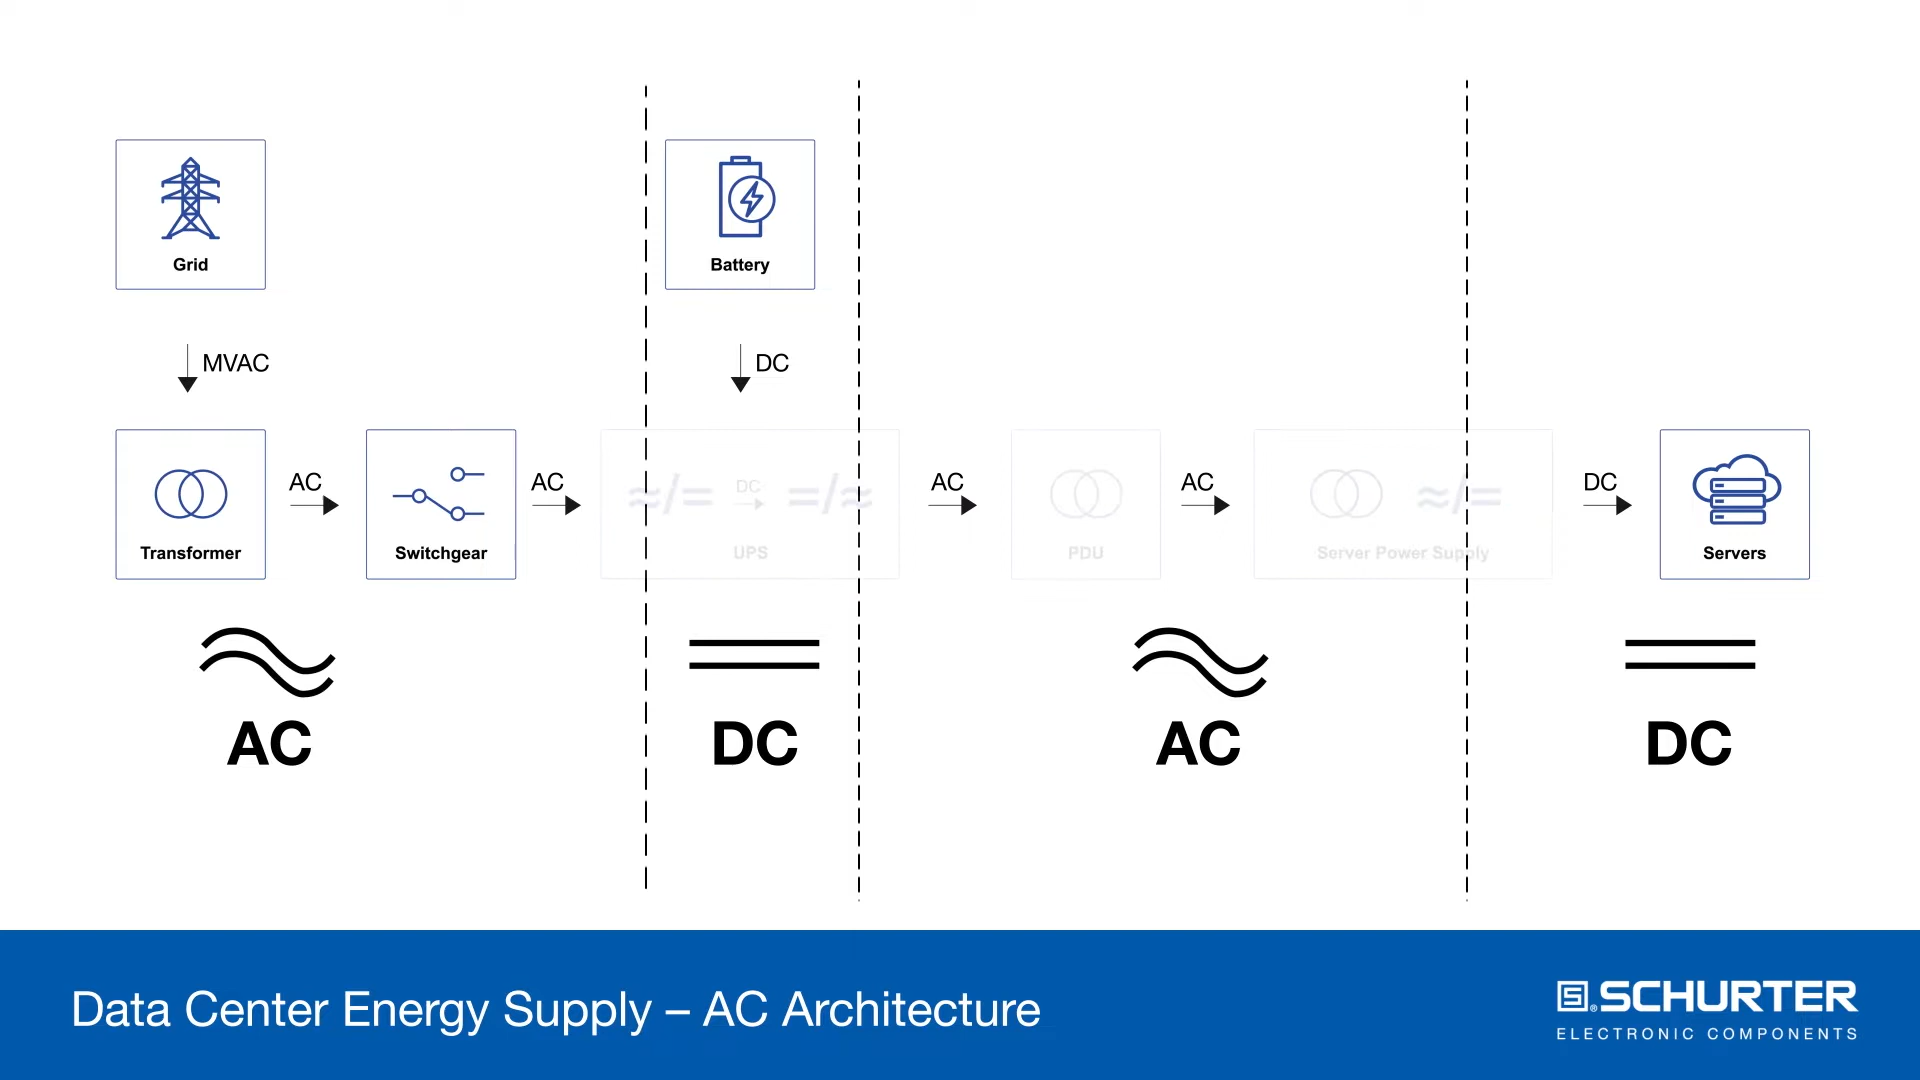 Grid
Battery
MVAC
DC
AC
AC
DC
AC
AC
DC
Transformer
Switchgear
UPS
PDU
Server Power Supply
Servers
AC
DC
AC
DC
Data Center Energy Supply – AC Architecture
SCHURTER
ELECTRONIC COMPONENTS